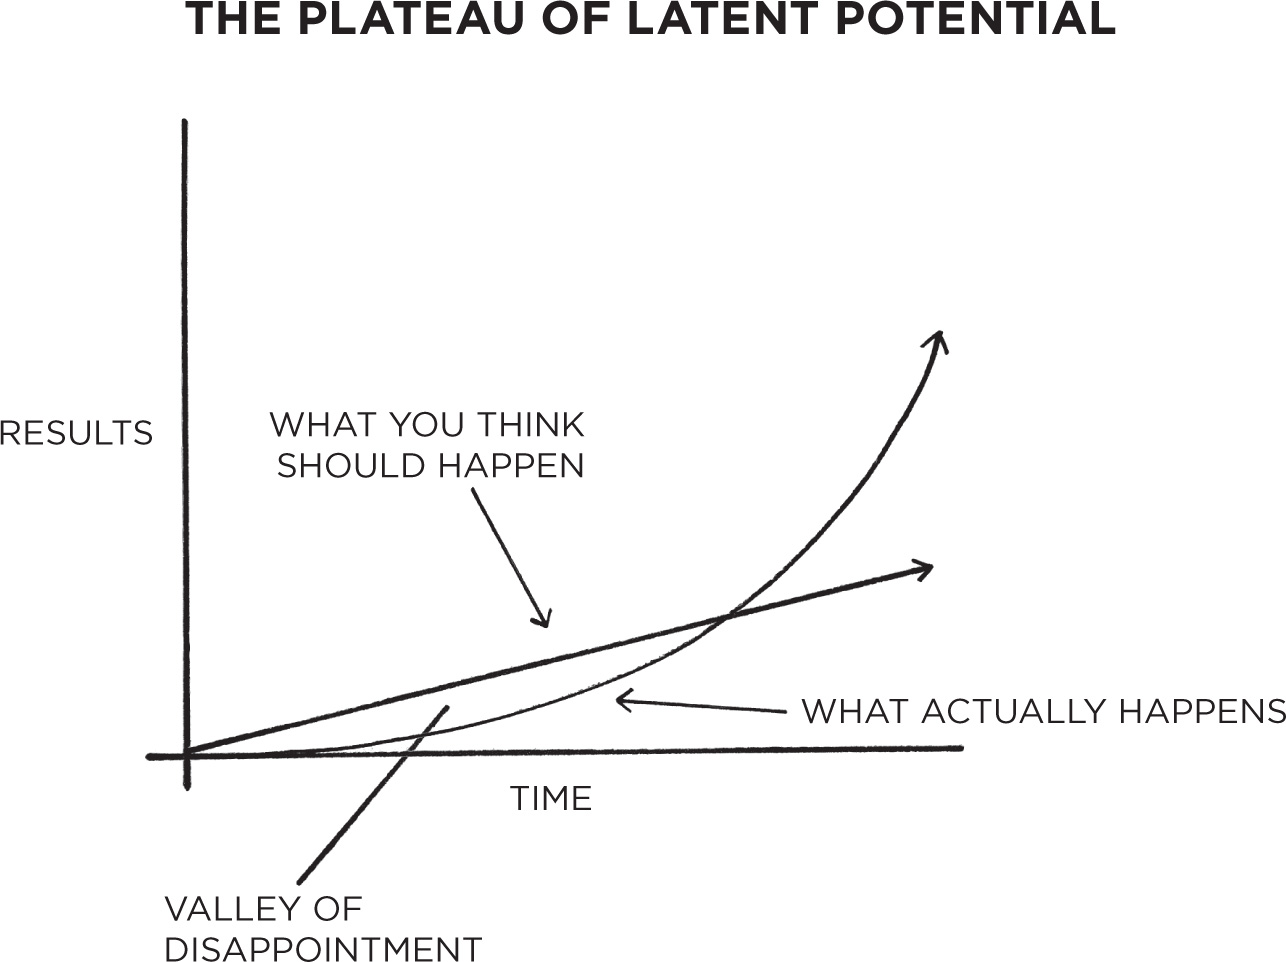 THE PLATEAU OF LATENT POTENTIAL
WHAT YOU THINK
SHOULD HAPPEN
RESULTS
WHAT ACTUALLY HAPPENS
TIME
VALLEY OF
DISAPPOINTMENT